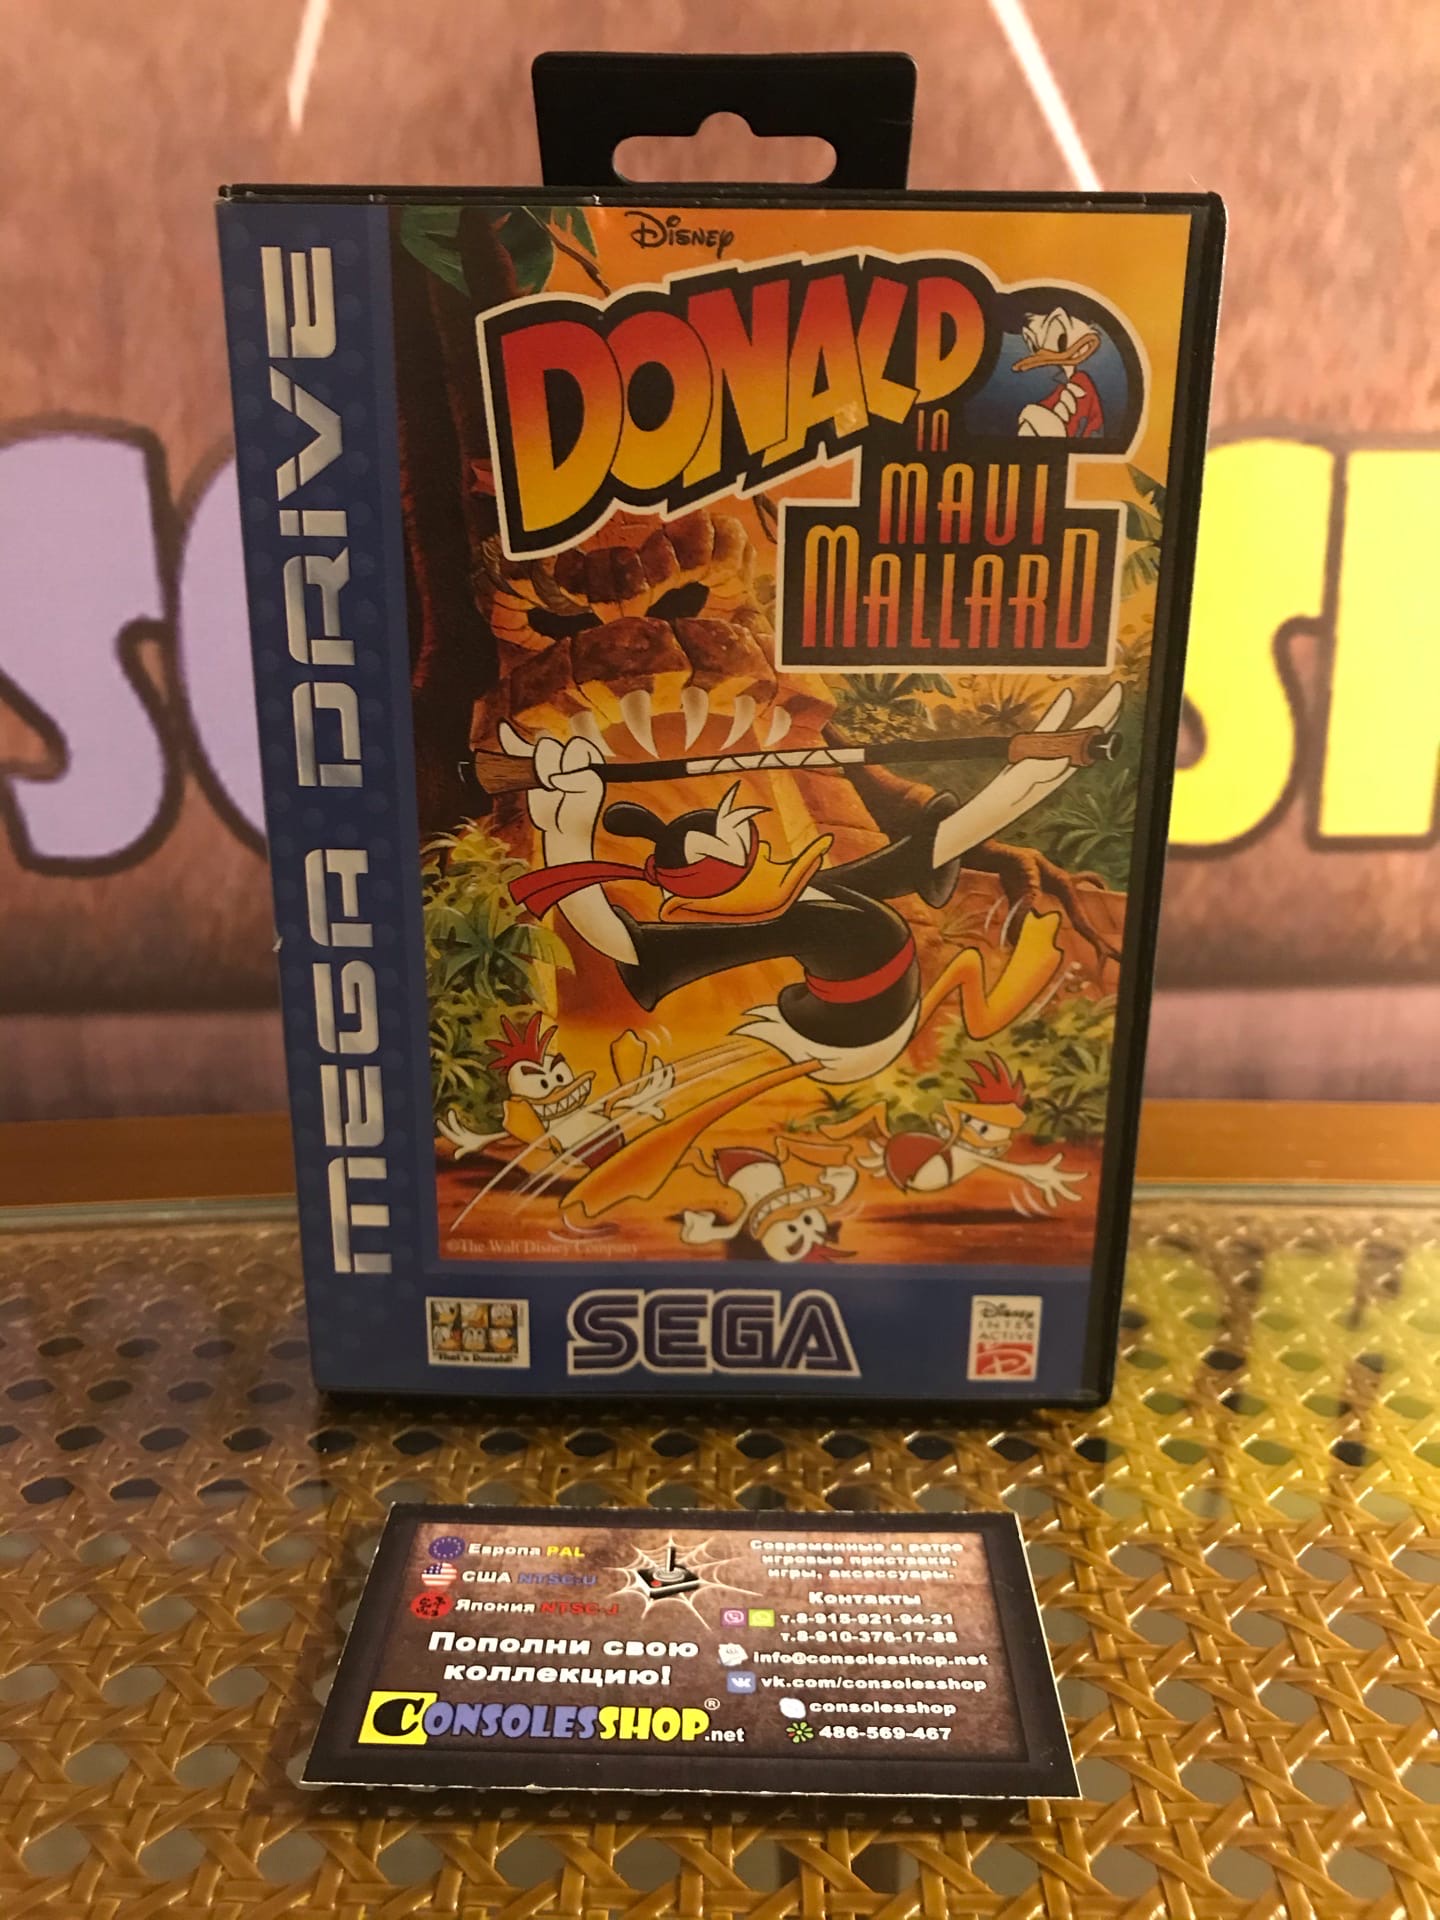 MEGA DRIVE
Disney
DONALD
IN
MAUI
MALLARD
©The Walt Disney Company
"That's Donald!"
SEGA
Disney
INTER
ACTIVE
D
Европа PAL
США NTSC-U
Япония NTSC-J
Пополни свою
коллекцию!
CONSOLESSHOP®.net
Современные и ретро
игровые приставки,
игры, аксессуары.
Контакты
т.8-915-921-94-21
т.8-910-376-17-88
info@consolesshop.net
vk.com/consolesshop
consolesshop
486-569-467